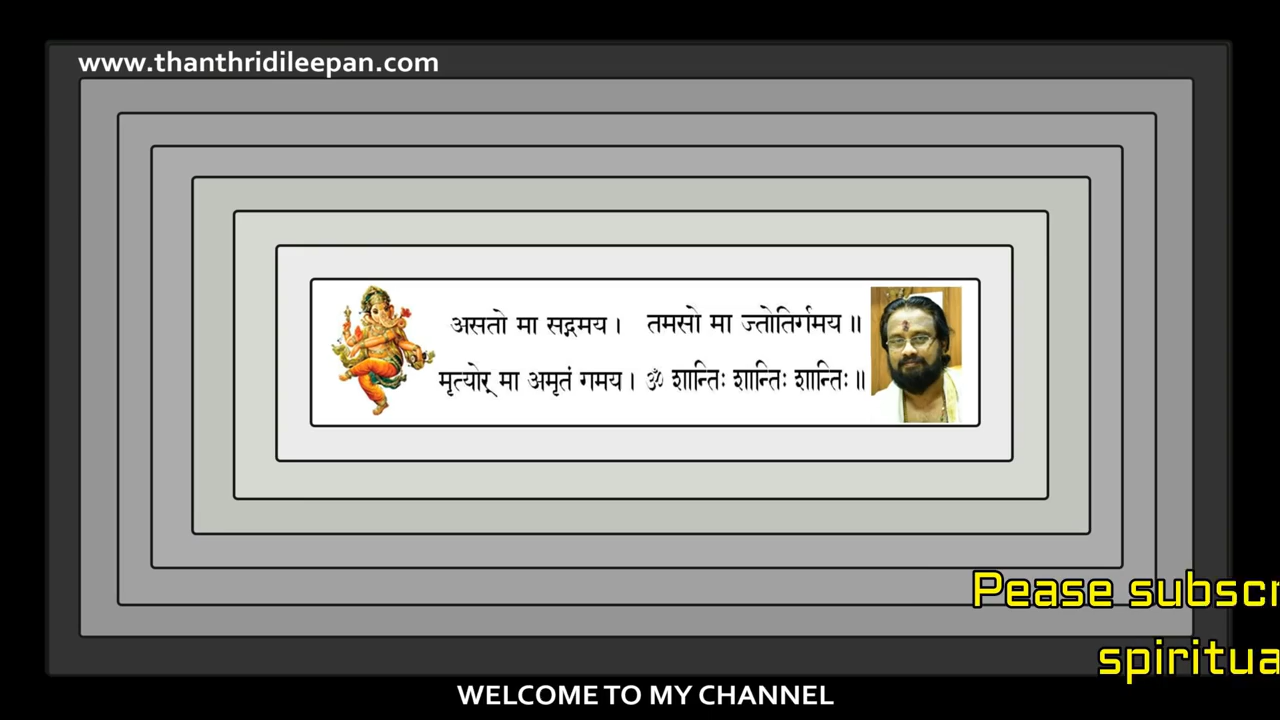 www.thanthridileepan.com
असतो मा सद्गमय। तमसो मा ज्तोतिर्गमय॥
मृत्योर् मा अमृतं गमय। ॐ शान्तिः शान्तिः शान्तिः॥
Pease subscr
spiritua
WELCOME TO MY CHANNEL